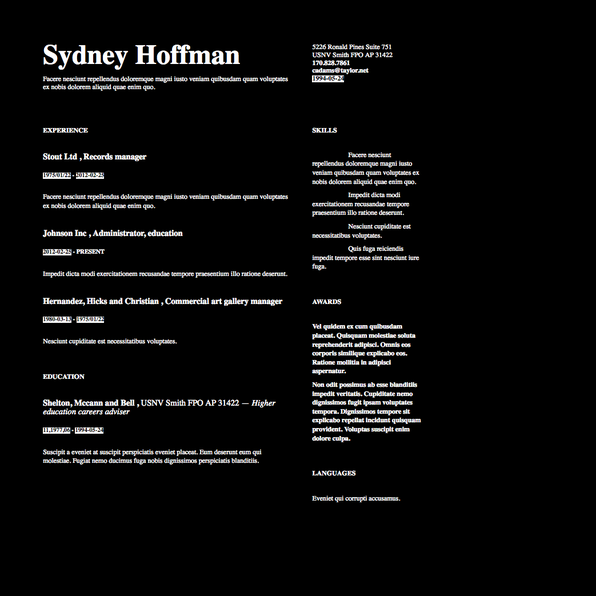 Sydney Hoffman
Facere nesciunt repellendus doloremque magni iusto veniam quibusdam quam voluptates
ex nobis dolorem aliquid quae enim quo.
5226 Ronald Pines Suite 751
USNV Smith FPO AP 31422
170.828.7861
cadams@taylor.net
1994-05-24
EXPERIENCE
Stout Ltd , Records manager
1975/01/22 - 2012-02-21
Facere nesciunt repellendus doloremque magni iusto veniam quibusdam quam voluptates
ex nobis dolorem aliquid quae enim quo.
Johnson Inc , Administrator, education
2012-02-21 - PRESENT
Impedit dicta modi exercitationem recusandae tempore praesentium illo ratione deserunt.
Hernandez, Hicks and Christian , Commercial art gallery manager
1980-03-12 - 1975/01/22
Nesciunt cupiditate est necessitatibus voluptates.
EDUCATION
Shelton, Mccann and Bell , USNV Smith FPO AP 31422 — Higher
education careers adviser
11.1977.06 - 1994-05-24
Suscipit a eveniet at suscipit perspiciatis eveniet placeat. Eum deserunt eum qui
molestiae. Fugiat nemo ducimus fuga nobis dignissimos perspiciatis blanditiis.
SKILLS
Facere nesciunt
repellendus doloremque magni iusto
veniam quibusdam quam voluptates ex
nobis dolorem aliquid quae enim quo.
Impedit dicta modi
exercitationem recusandae tempore
praesentium illo ratione deserunt.
Nesciunt cupiditate est
necessitatibus voluptates.
Quis fuga reiciendis
impedit tempore esse sint nesciunt iure
fuga.
AWARDS
Vel quidem ex cum quibusdam
placeat. Quisquam molestiae soluta
reprehenderit adipisci. Omnis eos
corporis similique explicabo eos.
Ratione mollitia in adipisci
aspernatur.
Non odit possimus ab esse blanditiis
impedit veritatis. Cupiditate nemo
dignissimos fugit ipsam voluptates
tempora. Dignissimos tempore sit
explicabo repellat incidunt quisquam
provident. Voluptas suscipit enim
dolore culpa.
LANGUAGES
Eveniet qui corrupti accusamus.